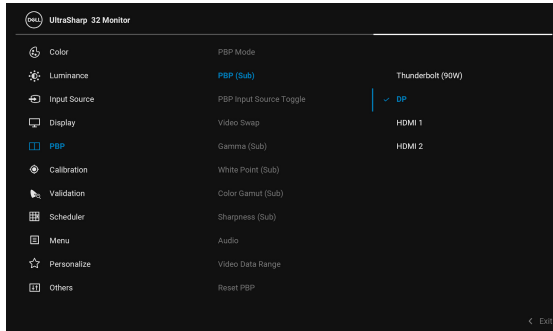 DELL UltraSharp 32 Monitor
Color
Luminance
Input Source
Display
PBP
Calibration
Validation
Scheduler
Menu
Personalize
Others
PBP Mode
PBP (Sub)
PBP Input Source Toggle
Video Swap
Gamma (Sub)
White Point (Sub)
Color Gamut (Sub)
Sharpness (Sub)
Audio
Video Data Range
Reset PBP
Thunderbolt (90W)
DP
HDMI 1
HDMI 2
Exit